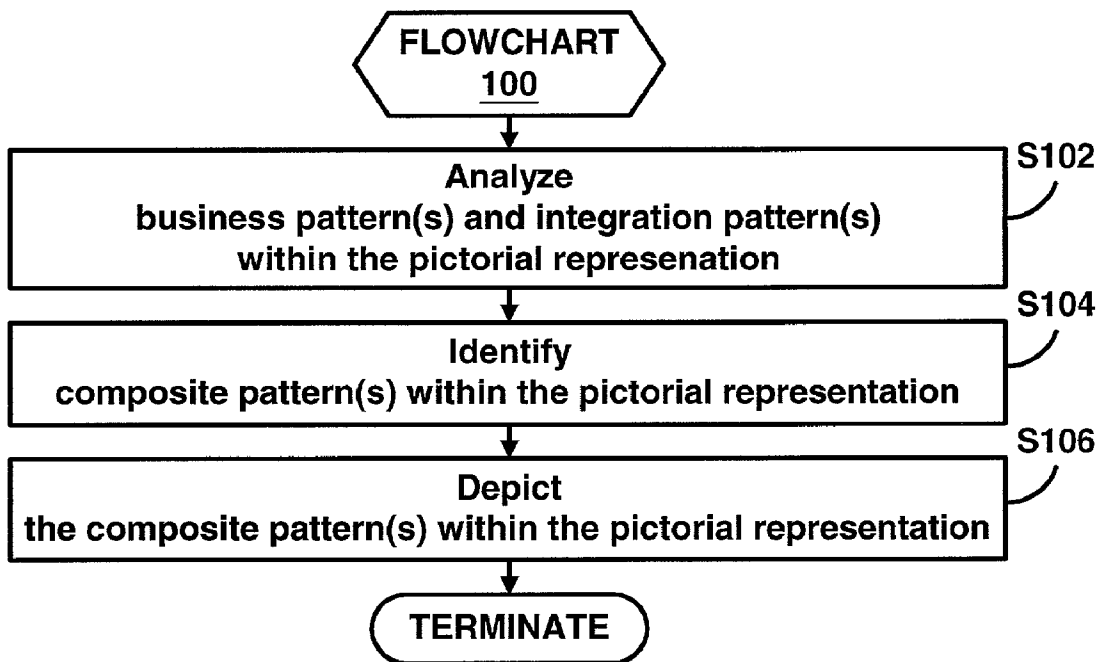 FLOWCHART
100
S102
Analyze
business pattern(s) and integration pattern(s)
within the pictorial represenation
S104
Identify
composite pattern(s) within the pictorial representation
S106
Depict
the composite pattern(s) within the pictorial representation
TERMINATE